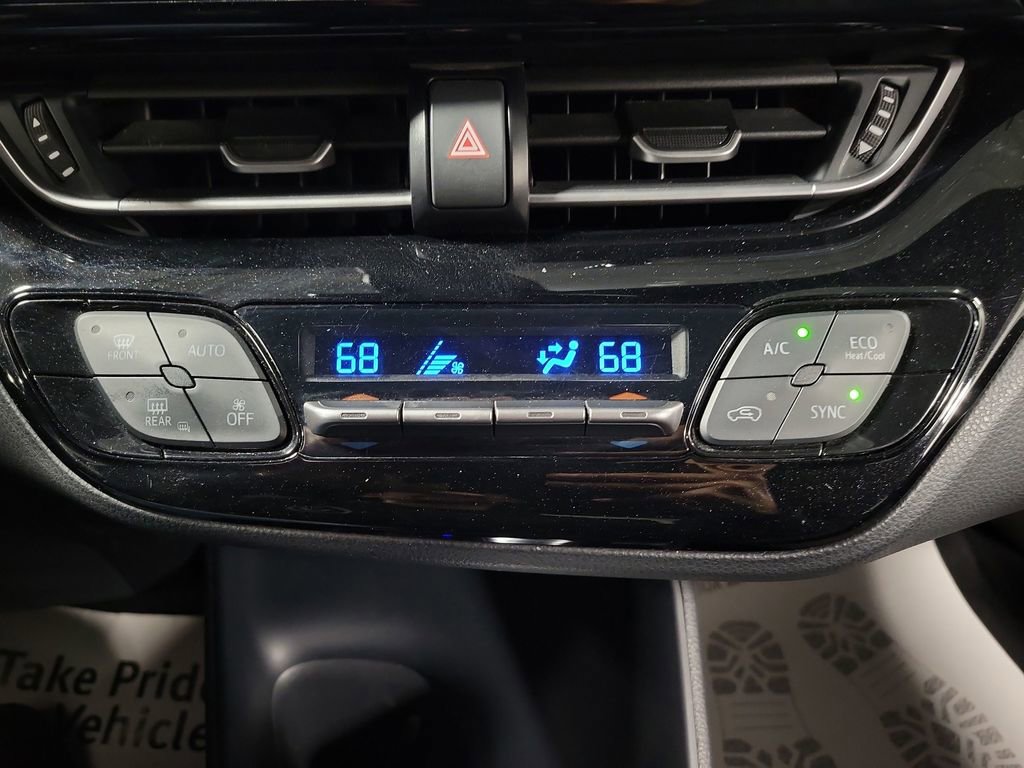 FRONT
AUTO
REAR
OFF
68
68
A/C
ECO
Heat/Cool
SYNC
Take Prid
Vehicle